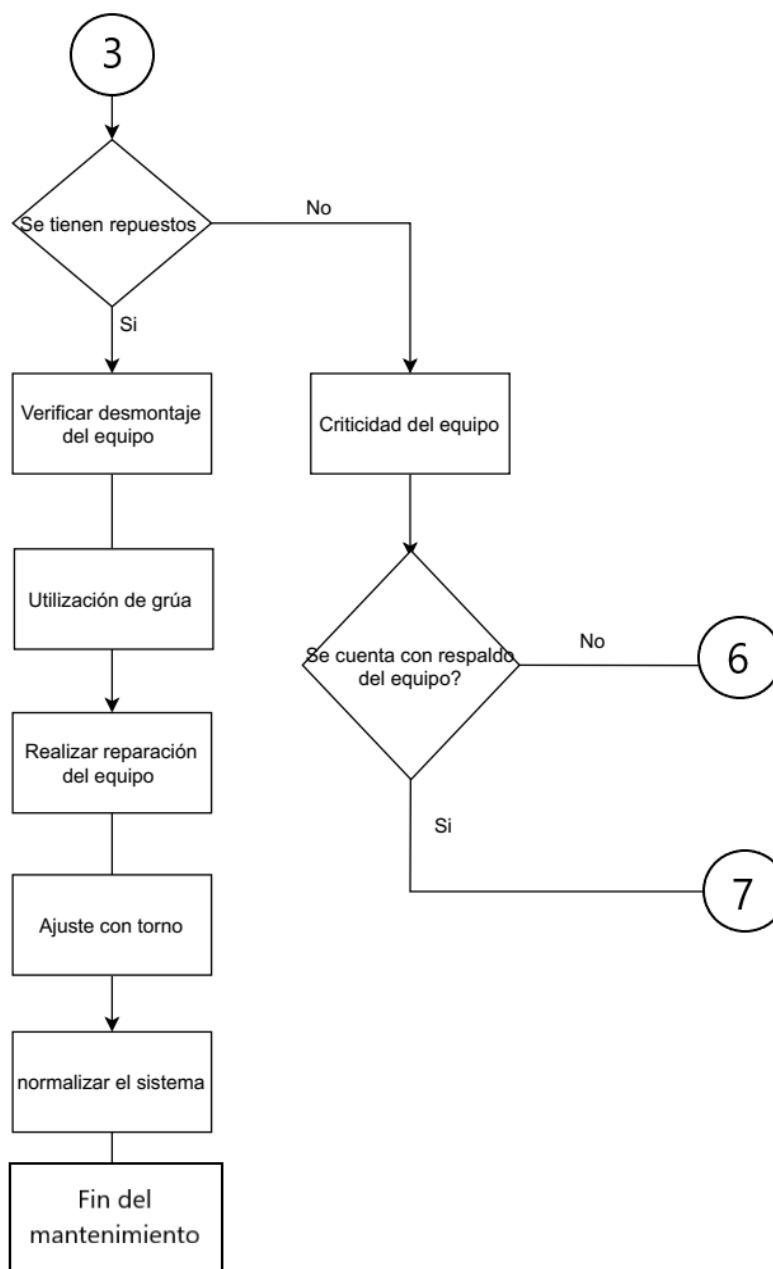 3
Se tienen repuestos
No
Si
Verificar desmontaje
del equipo
Criticidad del equipo
Utilización de grúa
Se cuenta con respaldo
del equipo?
No
6
Realizar reparación
del equipo
Si
7
Ajuste con torno
normalizar el sistema
Fin del
mantenimiento